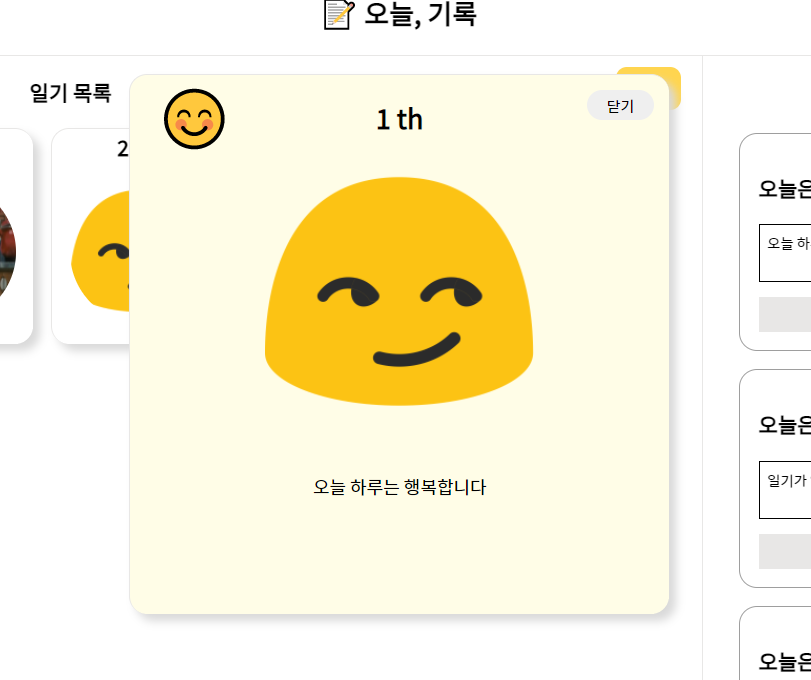 오늘, 기록
일기 목록
2
1 th
닫기
오늘 하루는 행복합니다
오늘은
오늘 하
오늘은
일기가
오늘은